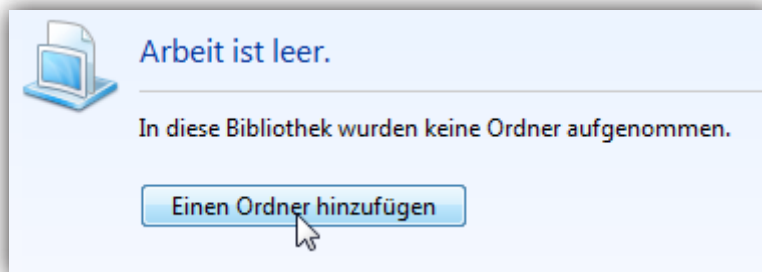 Arbeit ist leer.
In diese Bibliothek wurden keine Ordner aufgenommen.
Einen Ordner hinzufügen